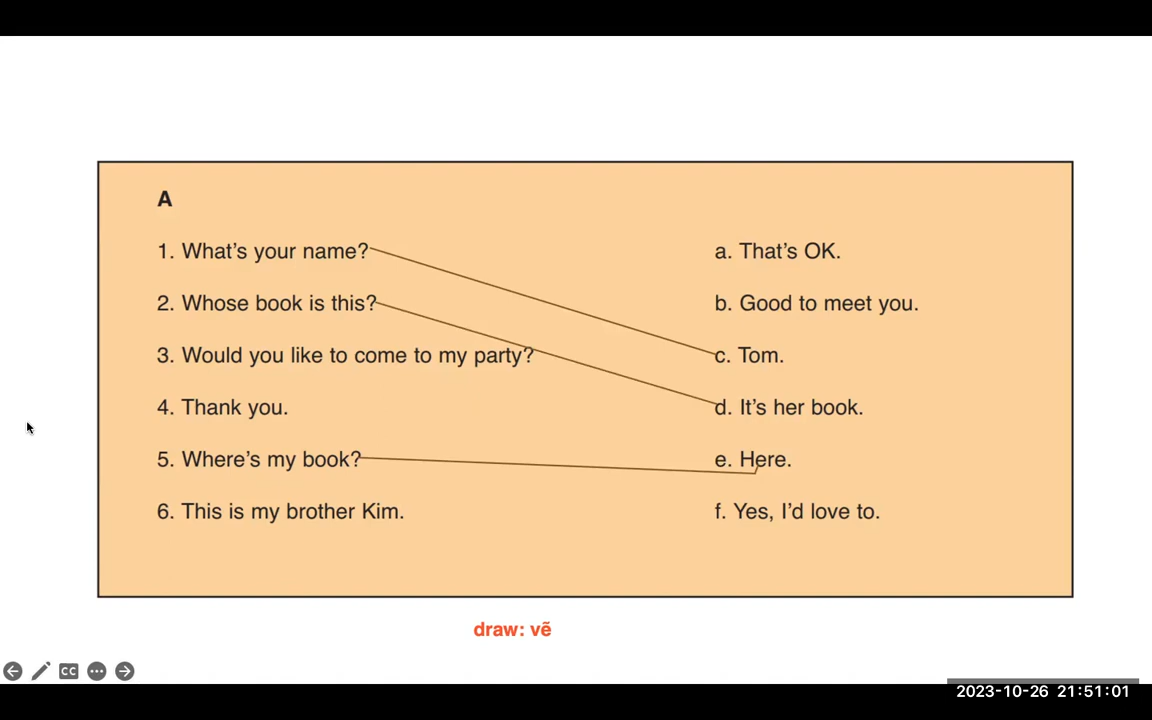 A
1. What's your name?
a. That's OK.
2. Whose book is this?
b. Good to meet you.
3. Would you like to come to my party?
c. Tom.
4. Thank you.
d. It's her book.
5. Where's my book?
e. Here.
6. This is my brother Kim.
f. Yes, I'd love to.
draw: vẽ
CC
2023-10-26 21:51:01